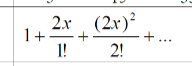 1 + 2x/1! + (2x)²/2! + ...